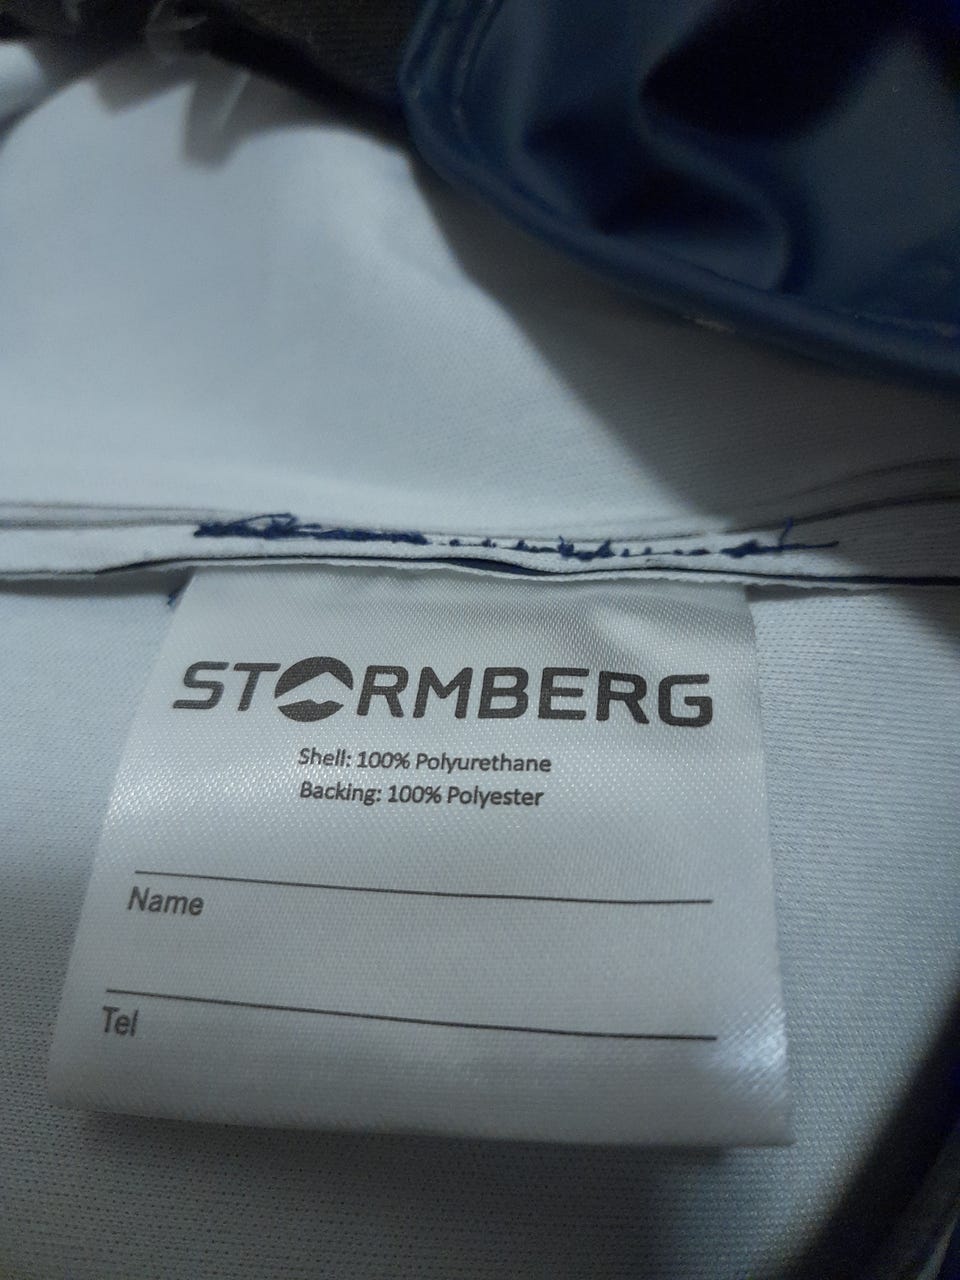 STORMBERG
Shell: 100% Polyurethane
Backing: 100% Polyester
Name
Tel